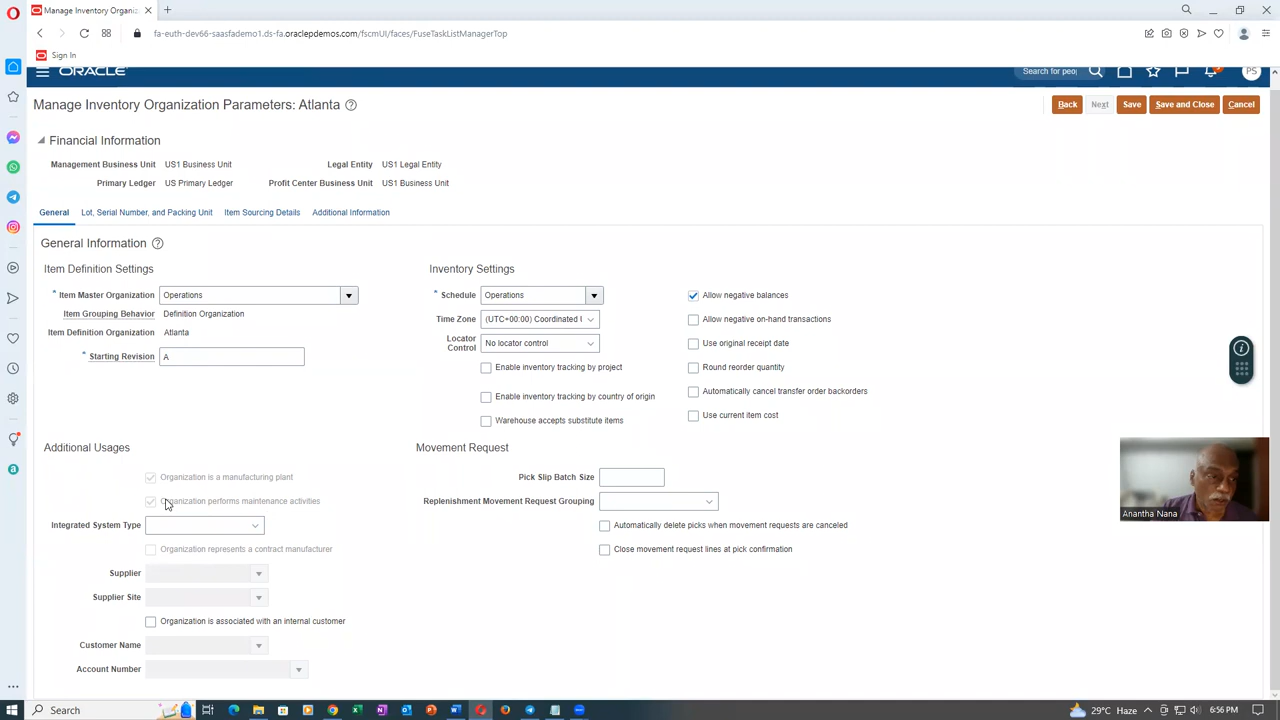 Manage Inventory Organiz
fa-euth-dev66-saasfademo1.ds-fa.oraclepdemos.com/fscmUI/faces/FuseTaskListManagerTop
Sign In
ORACLE
Search for peop
PS
Manage Inventory Organization Parameters: Atlanta
Back Next Save Save and Close Cancel
Financial Information
Management Business Unit US1 Business Unit Legal Entity US1 Legal Entity
Primary Ledger US Primary Ledger Profit Center Business Unit US1 Business Unit
General Lot, Serial Number, and Packing Unit Item Sourcing Details Additional Information
General Information
Item Definition Settings Inventory Settings
* Item Master Organization Operations * Schedule Operations Allow negative balances
Item Grouping Behavior Definition Organization Time Zone (UTC+00:00) Coordinated Allow negative on-hand transactions
Item Definition Organization Atlanta Locator Control No locator control Use original receipt date
* Starting Revision A
Enable inventory tracking by project Round reorder quantity
Enable inventory tracking by country of origin Automatically cancel transfer order backorders
Warehouse accepts substitute items Use current item cost
Additional Usages Movement Request
Organization is a manufacturing plant Pick Slip Batch Size
Organization performs maintenance activities Replenishment Movement Request Grouping
Integrated System Type Automatically delete picks when movement requests are canceled
Organization represents a contract manufacturer Close movement request lines at pick confirmation
Supplier
Supplier Site
Organization is associated with an internal customer
Customer Name
Account Number
Anantha Nana
Search 29°C Haze 6:56 PM